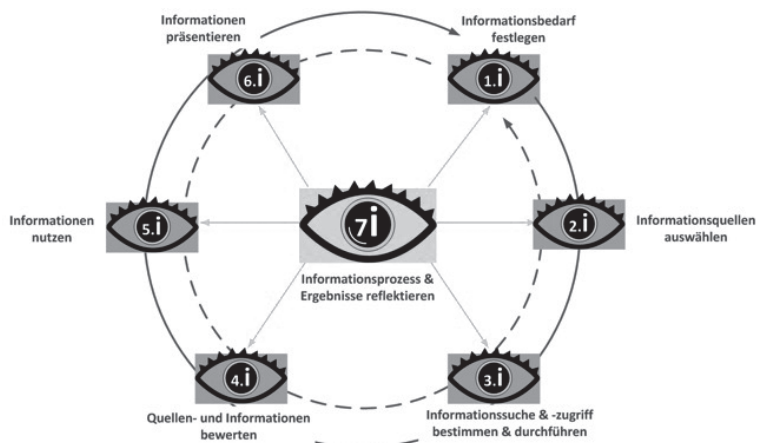 Informationen
präsentieren
6.i
Informationsbedarf
festlegen
1.i
Informationen
nutzen
5.i
7i
Informationsprozess &
Ergebnisse reflektieren
2.i
Informationsquellen
auswählen
4.i
Quellen- und Informationen
bewerten
3.i
Informationssuche & -zugriff
bestimmen & durchführen